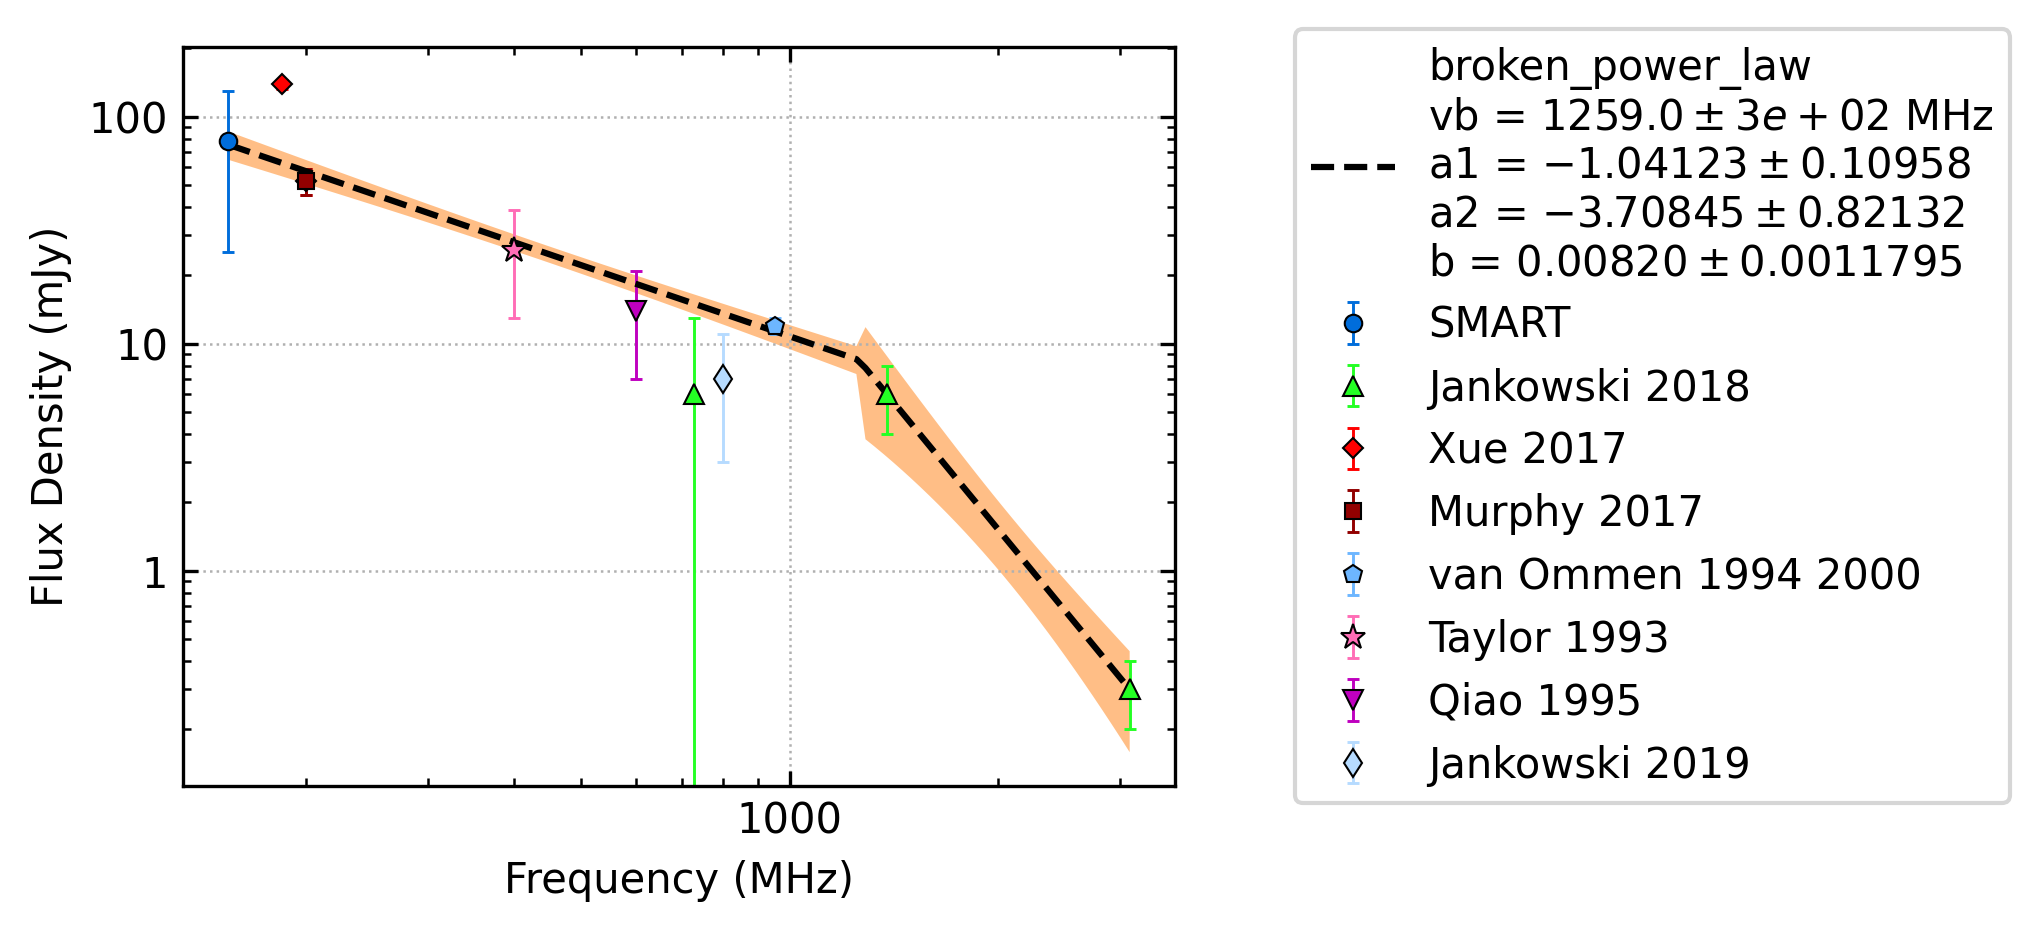 100
10
1
Flux Density (mJy)
1000
Frequency (MHz)
broken_power_law
vb = 1259.0 ± 3e + 02 MHz
a1 = −1.04123 ± 0.10958
a2 = −3.70845 ± 0.82132
b = 0.00820 ± 0.0011795
SMART
Jankowski 2018
Xue 2017
Murphy 2017
van Ommen 1994 2000
Taylor 1993
Qiao 1995
Jankowski 2019